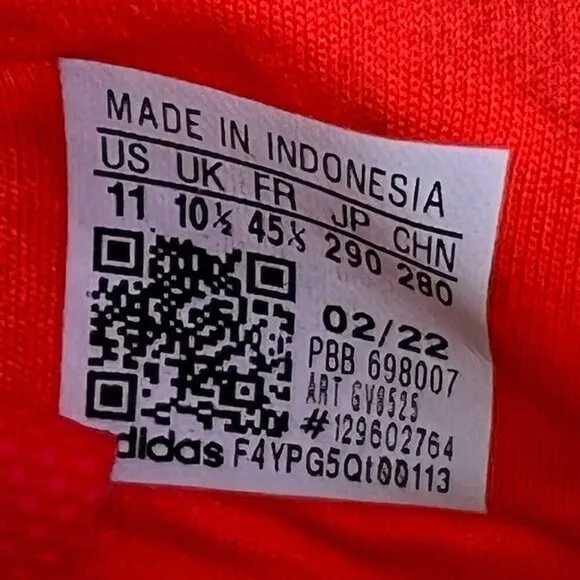 MADE IN INDONESIA
US UK FR JP CHN
11 10½ 45⅓ 290 280
02/22
PBB 698007
ART GV8525
#129602764
adidas F4YPG5Qt00113